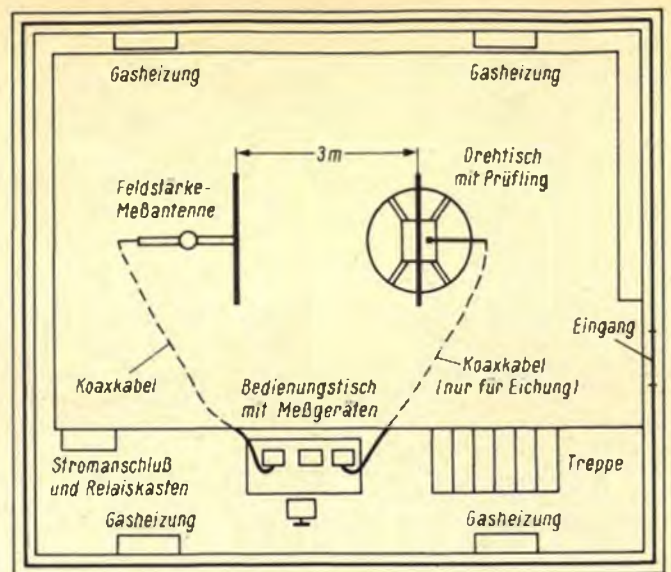 Gasheizung
Gasheizung
3m
Drehtisch
mit Prüfling
Feldstärke-
Meßantenne
Eingang
Koaxkabel
Koaxkabel
(nur für Eichung)
Bedienungstisch
mit Meßgeräten
Stromanschluß
und Relaiskasten
Treppe
Gasheizung
Gasheizung